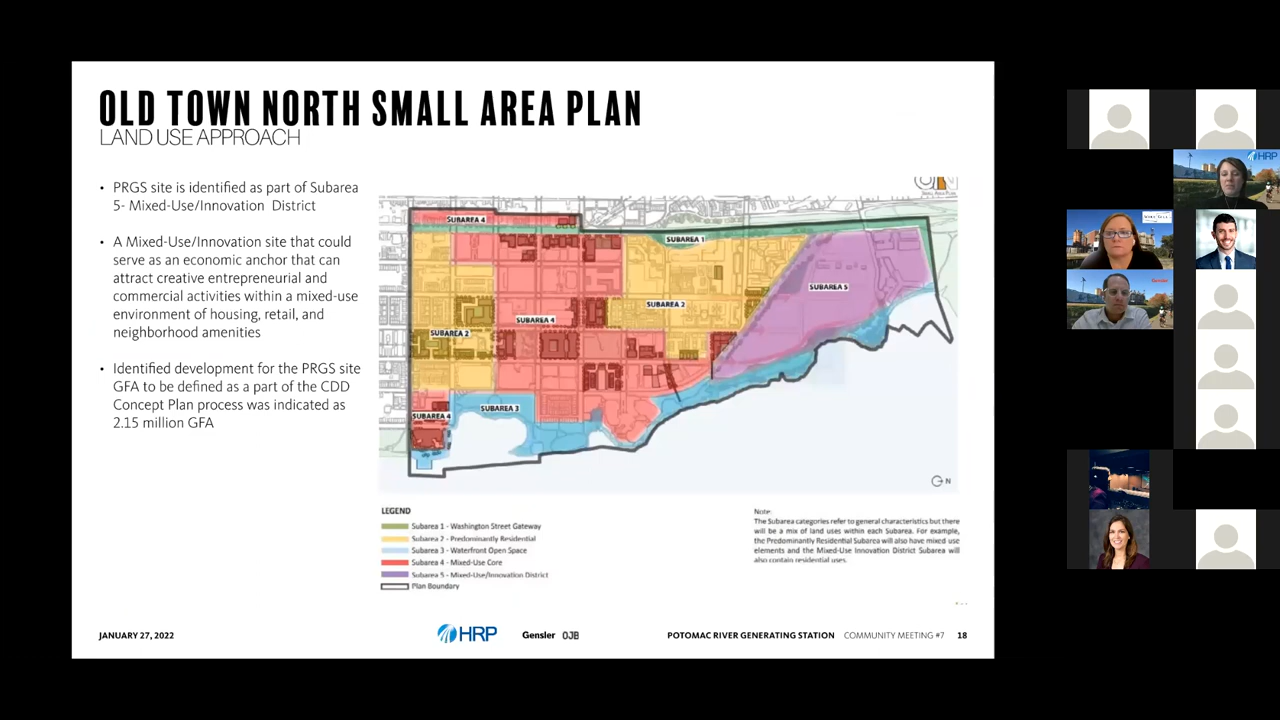 OLD TOWN NORTH SMALL AREA PLAN
LAND USE APPROACH
• PRGS site is identified as part of Subarea
5- Mixed-Use/Innovation District
• A Mixed-Use/Innovation site that could
serve as an economic anchor that can
attract creative entrepreneurial and
commercial activities within a mixed-use
environment of housing, retail, and
neighborhood amenities
• Identified development for the PRGS site
GFA to be defined as a part of the CDD
Concept Plan process was indicated as
2.15 million GFA
SUBAREA 4
SUBAREA 1
SUBAREA 5
SUBAREA 2
SUBAREA 4
SUBAREA 2
SUBAREA 3
SUBAREA 4
N
LEGEND
Subarea 1 - Washington Street Gateway
Subarea 2 - Predominantly Residential
Subarea 3 - Waterfront Open Space
Subarea 4 - Mixed-Use Core
Subarea 5 - Mixed-Use/Innovation District
Plan Boundary
Note:
The Subarea categories refer to general characteristics but there
will be a mix of land uses within each Subarea. For example,
the Predominantly Residential Subarea will also have mixed use
elements and the Mixed-Use Innovation District Subarea will
also contain residential uses.
JANUARY 27, 2022
HRP
Gensler
OJB
POTOMAC RIVER GENERATING STATION COMMUNITY MEETING #7 18
HRP
Gensler